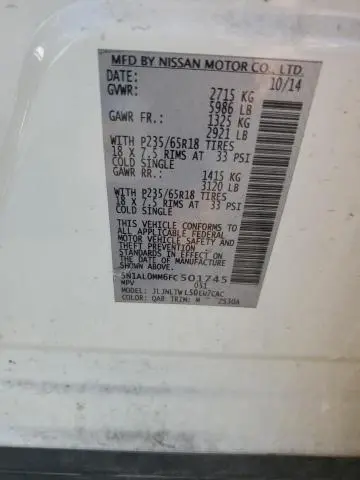 MFD BY NISSAN MOTOR CO., LTD.
DATE: 10/14
GVWR: 2715 KG
5986 LB
GAWR FR.: 1325 KG
2921 LB
WITH P235/65R18 TIRES
18 X 7.5 RIMS AT 33 PSI
COLD SINGLE
GAWR RR.: 1415 KG
3120 LB
WITH P235/65R18 TIRES
18 X 7.5 RIMS AT 33 PSI
COLD SINGLE
THIS VEHICLE CONFORMS TO ALL
APPLICABLE U.S. FEDERAL
MOTOR VEHICLE SAFETY AND
THEFT PREVENTION
STANDARDS IN EFFECT ON THE
DATE OF MANUFACTURE
SHOWN ABOVE.
5N1AL0MM6FC501745
MPV 051
MODEL: JLJNLTWL50EU7CAC
COLOR: QAB TRIM: M 2530A